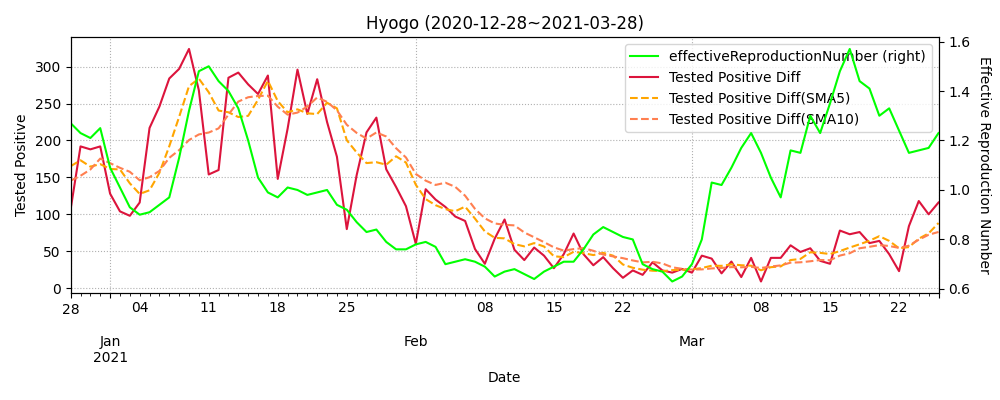 Hyogo (2020-12-28~2021-03-28)
effectiveReproductionNumber (right)
Tested Positive Diff
Tested Positive Diff(SMA5)
Tested Positive Diff(SMA10)
Tested Positive
300
250
200
150
100
50
0
Effective Reproduction Number
1.6
1.4
1.2
1.0
0.8
0.6
28 04 11 18 25 08 15 22 08 15 22
Jan Feb Mar
2021
Date